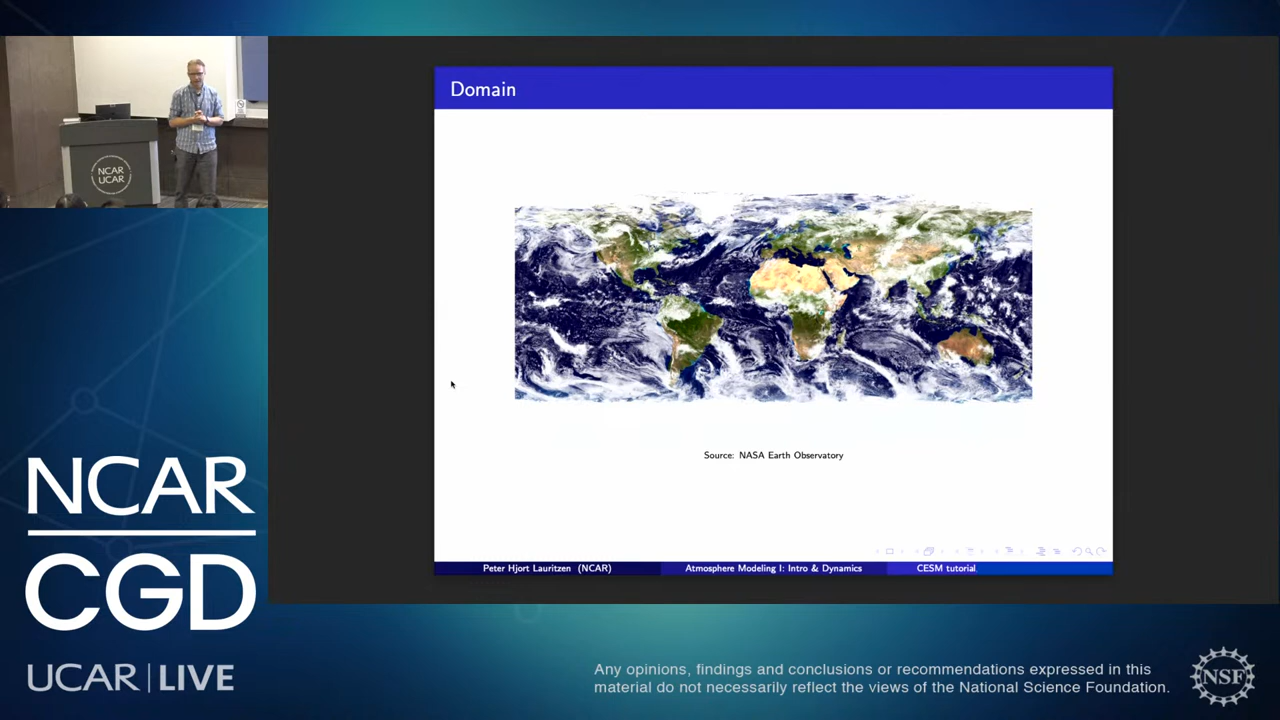 Domain
NCAR
UCAR
Source: NASA Earth Observatory
Peter Hjort Lauritzen (NCAR)
Atmosphere Modeling I: Intro & Dynamics
CESM tutorial
NCAR
CGD
UCAR | LIVE
Any opinions, findings and conclusions or recommendations expressed in this
material do not necessarily reflect the views of the National Science Foundation.
NSF